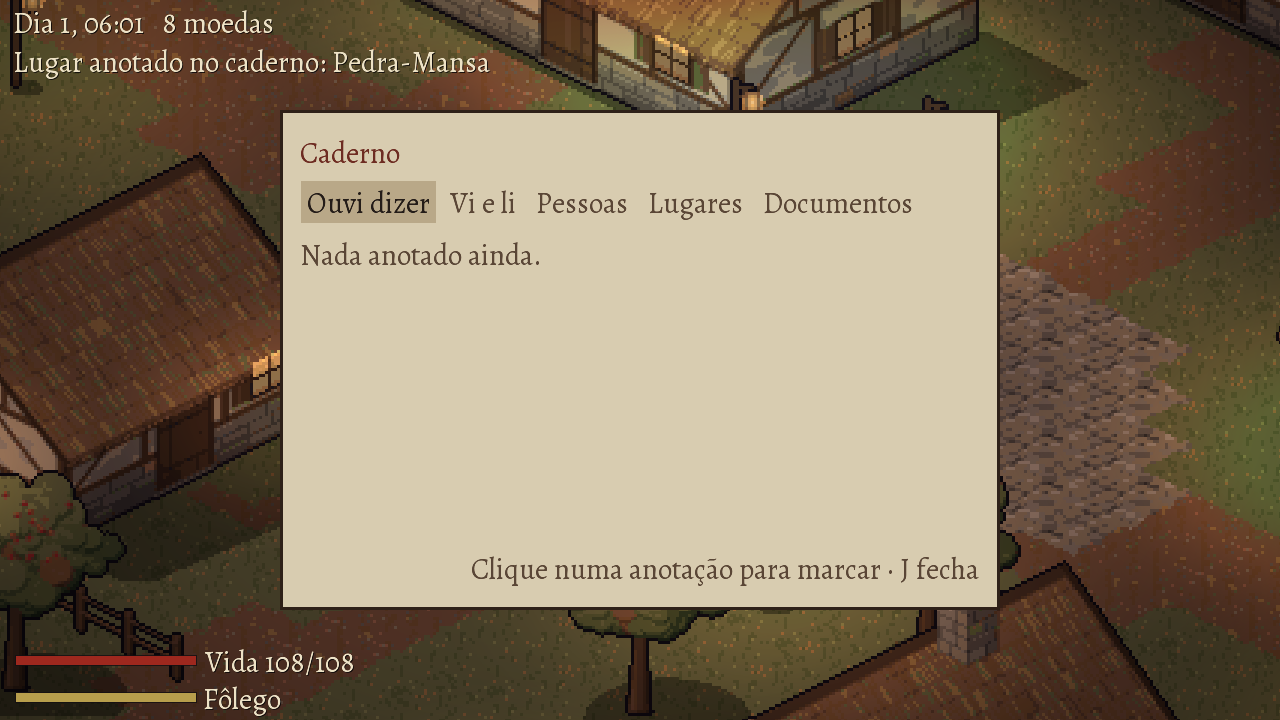 Dia 1, 06:01 8 moedas
Lugar anotado no caderno: Pedra-Mansa
Caderno
Ouvi dizer Vi e li Pessoas Lugares Documentos
Nada anotado ainda.
Clique numa anotação para marcar · J fecha
Vida 108/108
Fôlego